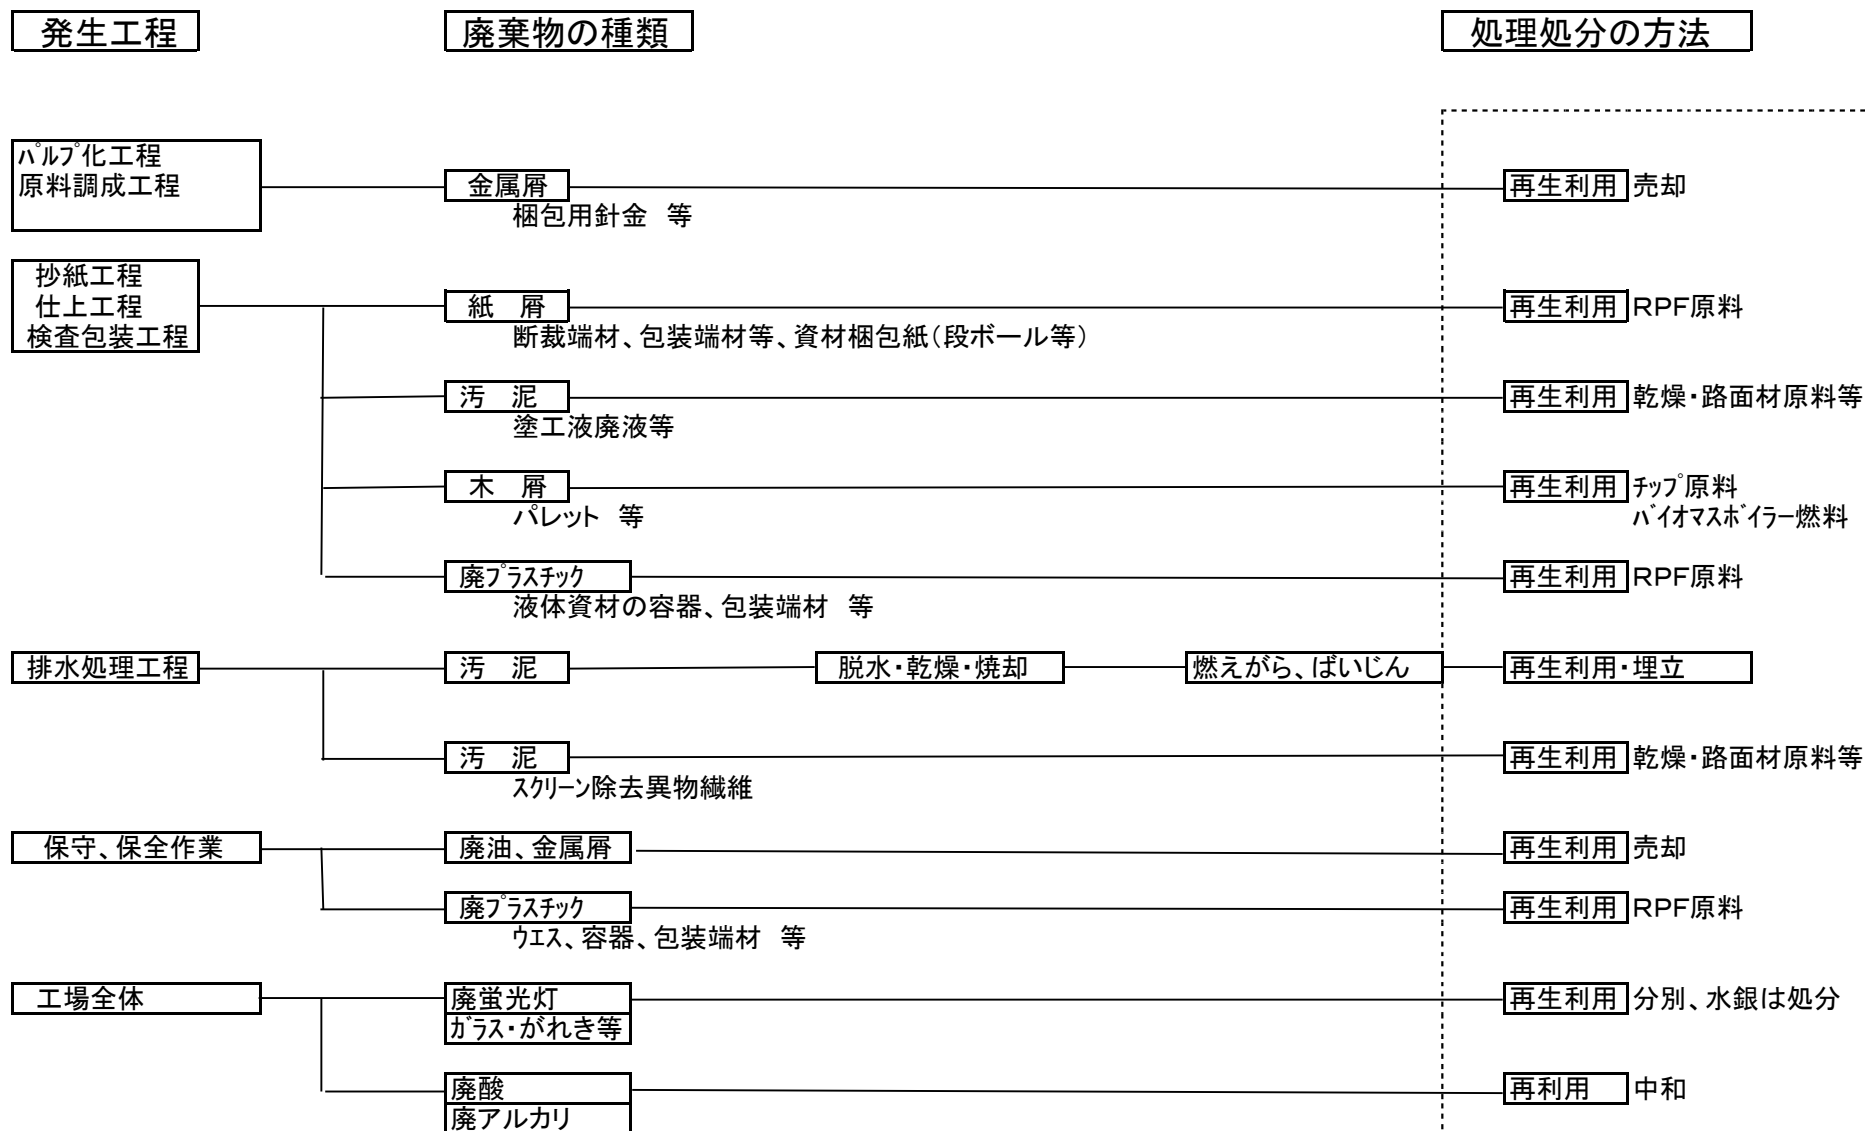 発生工程 廃棄物の種類 処理処分の方法
ﾊﾟﾙﾌﾟ化工程
原料調成工程 金属屑 再生利用 売却
梱包用針金　等
抄紙工程
仕上工程 紙　屑 再生利用 ＲＰＦ原料
検査包装工程 断裁端材、包装端材等、資材梱包紙（段ボール等）
汚　泥 再生利用 乾燥・路面材原料等
塗工液廃液等
木　屑 再生利用 ﾁｯﾌﾟ原料
パレット　等 ﾊﾞｲｵﾏｽﾎﾞｲﾗｰ燃料
廃ﾌﾟﾗｽﾁｯｸ 再生利用 ＲＰＦ原料
液体資材の容器、包装端材　等
排水処理工程 汚　泥 脱水・乾燥・焼却 燃えがら、ばいじん 再生利用・埋立
汚　泥 再生利用 乾燥・路面材原料等
ｽｸﾘｰﾝ除去異物繊維
保守、保全作業 廃油、金属屑 再生利用 売却
廃ﾌﾟﾗｽﾁｯｸ 再生利用 ＲＰＦ原料
ｳｴｽ、容器、包装端材　等
工場全体 廃蛍光灯 再生利用 分別、水銀は処分
ｶﾞﾗｽ・がれき等
廃酸 再利用 中和
廃アルカリ